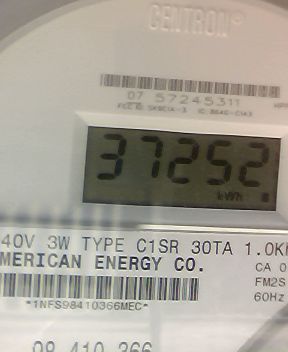 CENTRON®
07 57245311
37252
kWh
40V 3W TYPE C1SR 30TA 1.0K
MERICAN ENERGY CO.
CA 0
FM2S
60Hz
*1NFS98410366MEC*
98 410 366